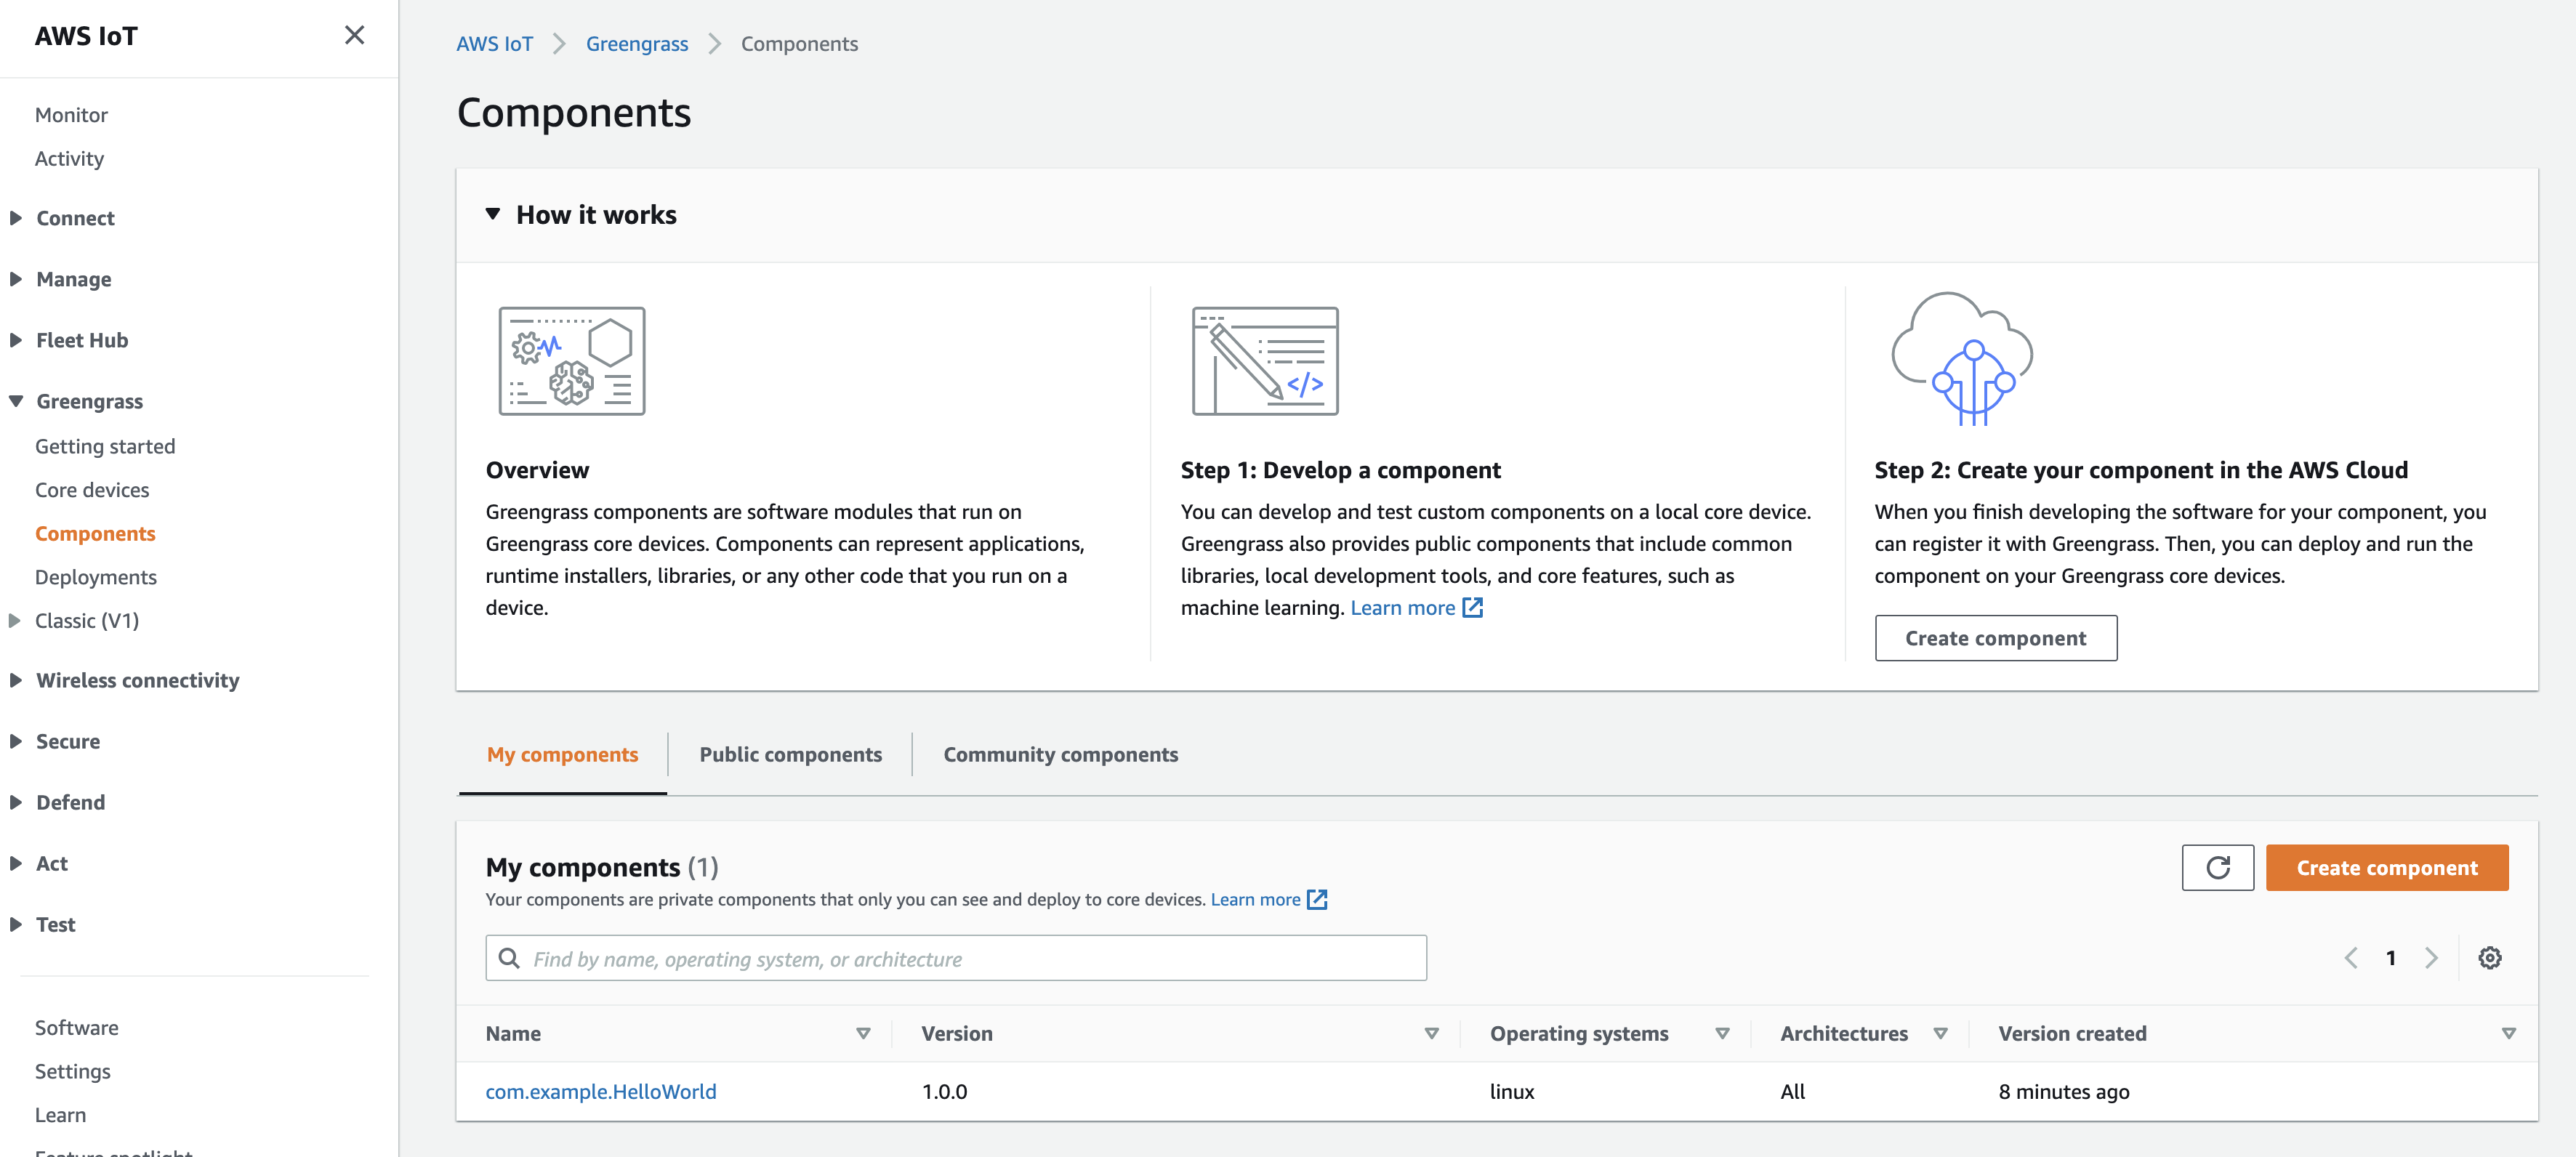 AWS IoT
Monitor
Activity
Connect
Manage
Fleet Hub
Greengrass
Getting started
Core devices
Components
Deployments
Classic (V1)
Wireless connectivity
Secure
Defend
Act
Test
Software
Settings
Learn
Feature spotlight
AWS IoT > Greengrass > Components
Components
How it works
Overview
Greengrass components are software modules that run on
Greengrass core devices. Components can represent applications,
runtime installers, libraries, or any other code that you run on a
device.
Step 1: Develop a component
You can develop and test custom components on a local core device.
Greengrass also provides public components that include common
libraries, local development tools, and core features, such as
machine learning. Learn more
</>
Step 2: Create your component in the AWS Cloud
When you finish developing the software for your component, you
can register it with Greengrass. Then, you can deploy and run the
component on your Greengrass core devices.
Create component
My components
Public components
Community components
My components (1)
Your components are private components that only you can see and deploy to core devices. Learn more
Create component
Find by name, operating system, or architecture
1
Name Version Operating systems Architectures Version created
com.example.HelloWorld 1.0.0 linux All 8 minutes ago